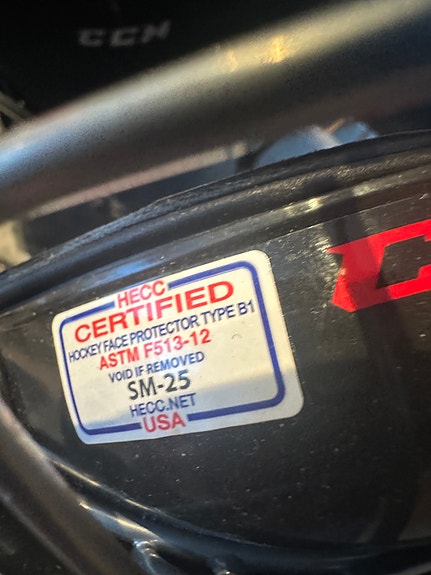 CCM
HECC
CERTIFIED
HOCKEY FACE PROTECTOR TYPE B1
ASTM F513-12
VOID IF REMOVED
SM-25
HECC.NET
USA